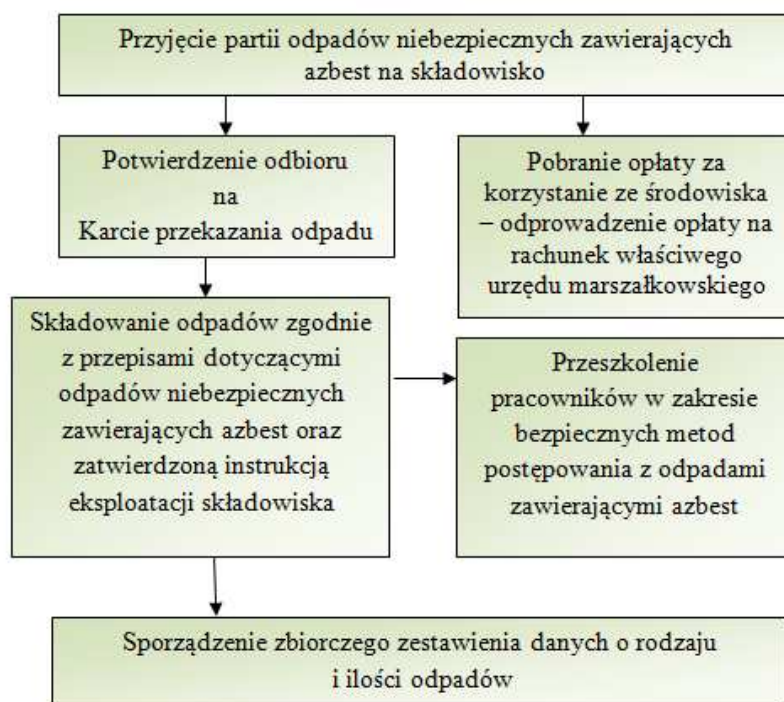 Przyjęcie partii odpadów niebezpiecznych zawierających
azbest na składowisko
Potwierdzenie odbioru
na
Karcie przekazania odpadu
Pobranie opłaty za
korzystanie ze środowiska
– odprowadzenie opłaty na
rachunek właściwego
urzędu marszałkowskiego
Składowanie odpadów zgodnie
z przepisami dotyczącymi
odpadów niebezpiecznych
zawierających azbest oraz
zatwierdzoną instrukcją
eksploatacji składowiska
Przeszkolenie
pracowników w zakresie
bezpiecznych metod
postępowania z odpadami
zawierającymi azbest
Sporządzenie zbiorczego zestawienia danych o rodzaju
i ilości odpadów